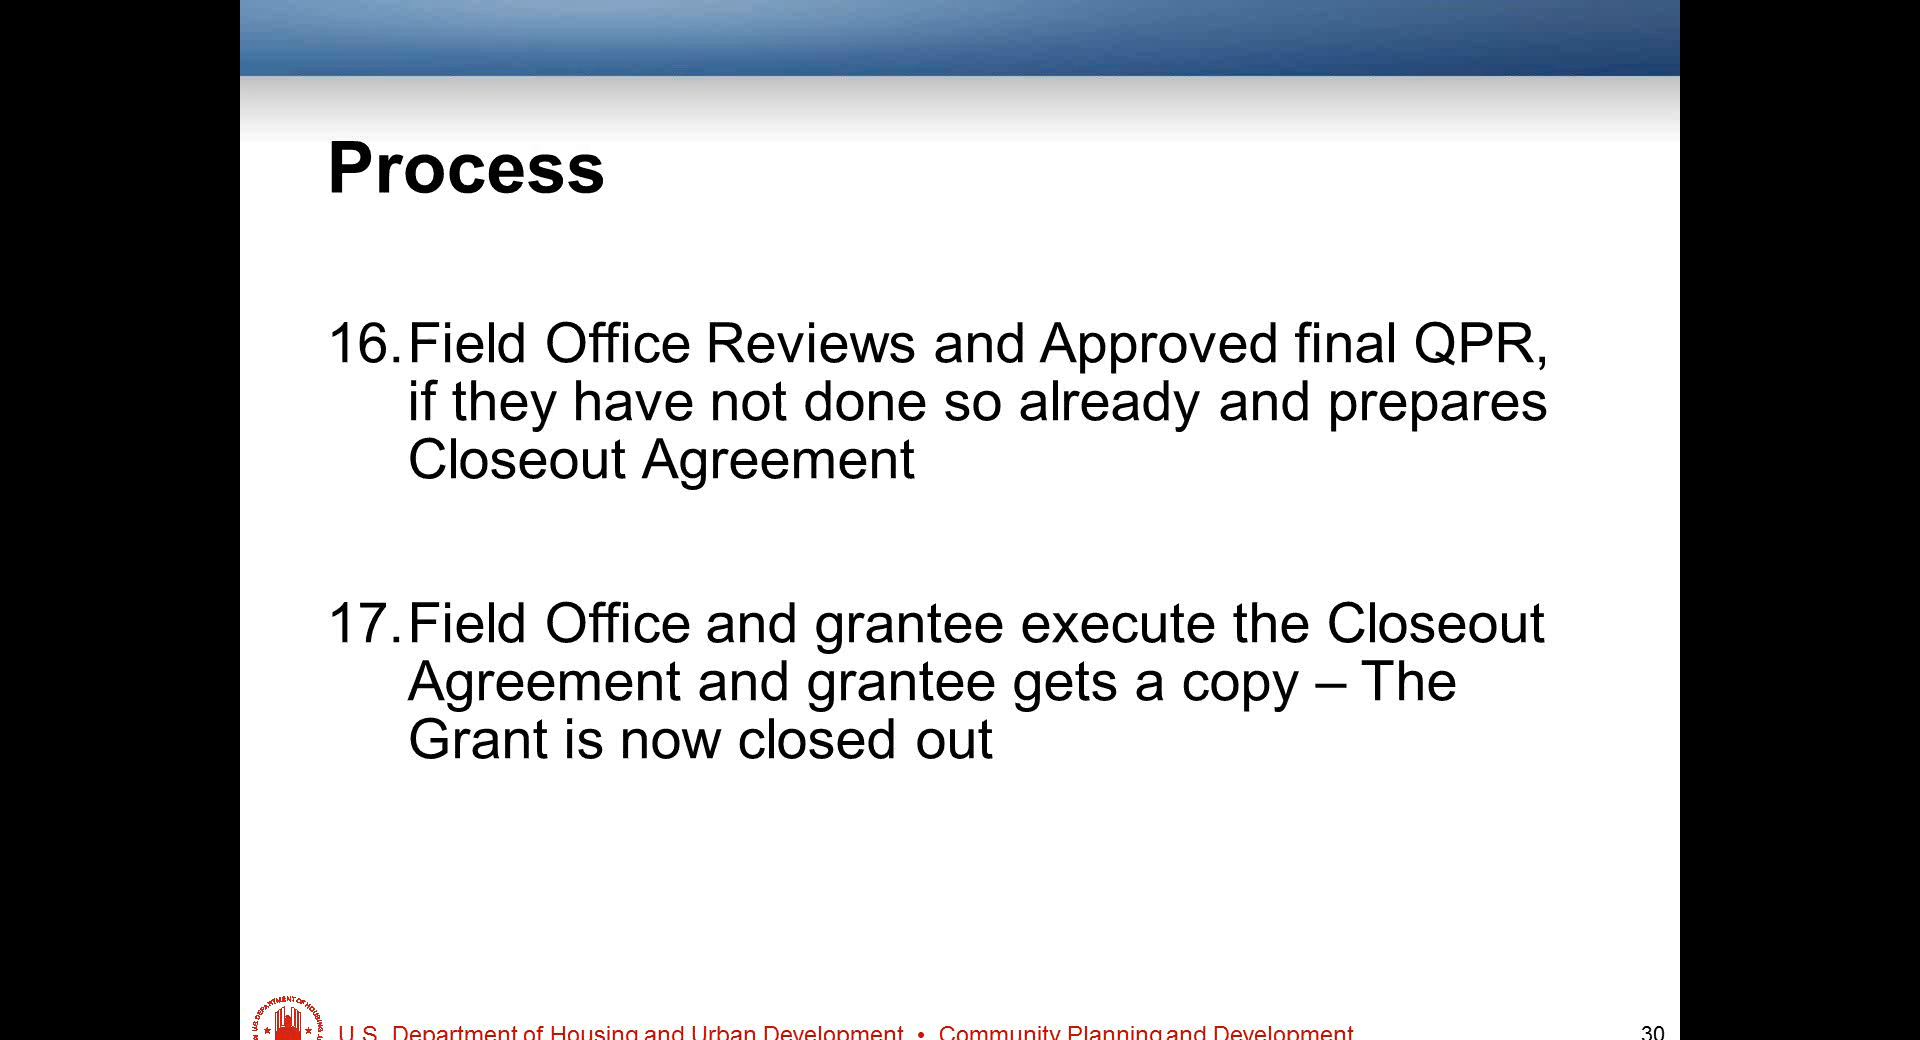 Process
16. Field Office Reviews and Approved final QPR,
if they have not done so already and prepares
Closeout Agreement
17. Field Office and grantee execute the Closeout
Agreement and grantee gets a copy – The
Grant is now closed out
U.S. Department of Housing and Urban Development • Community Planning and Development
30